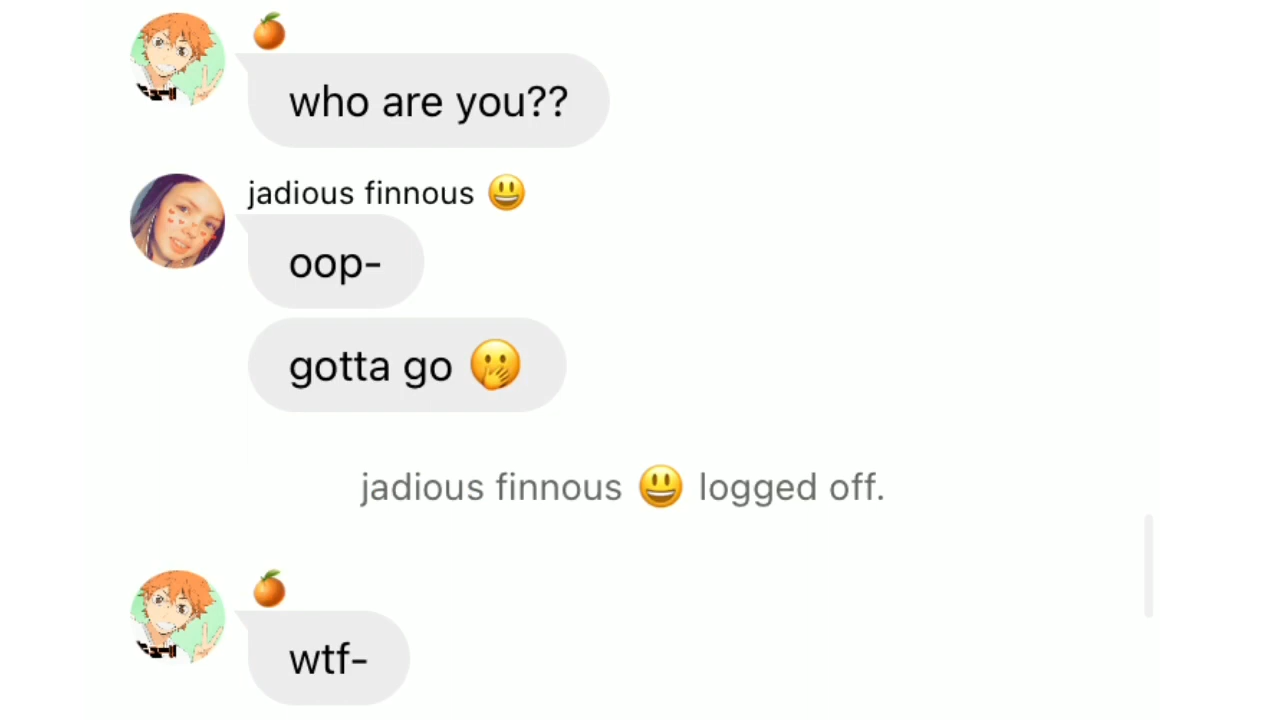 🍊
who are you??
jadious finnous 😃
oop-
gotta go 🤭
jadious finnous 😃 logged off.
🍊
wtf-